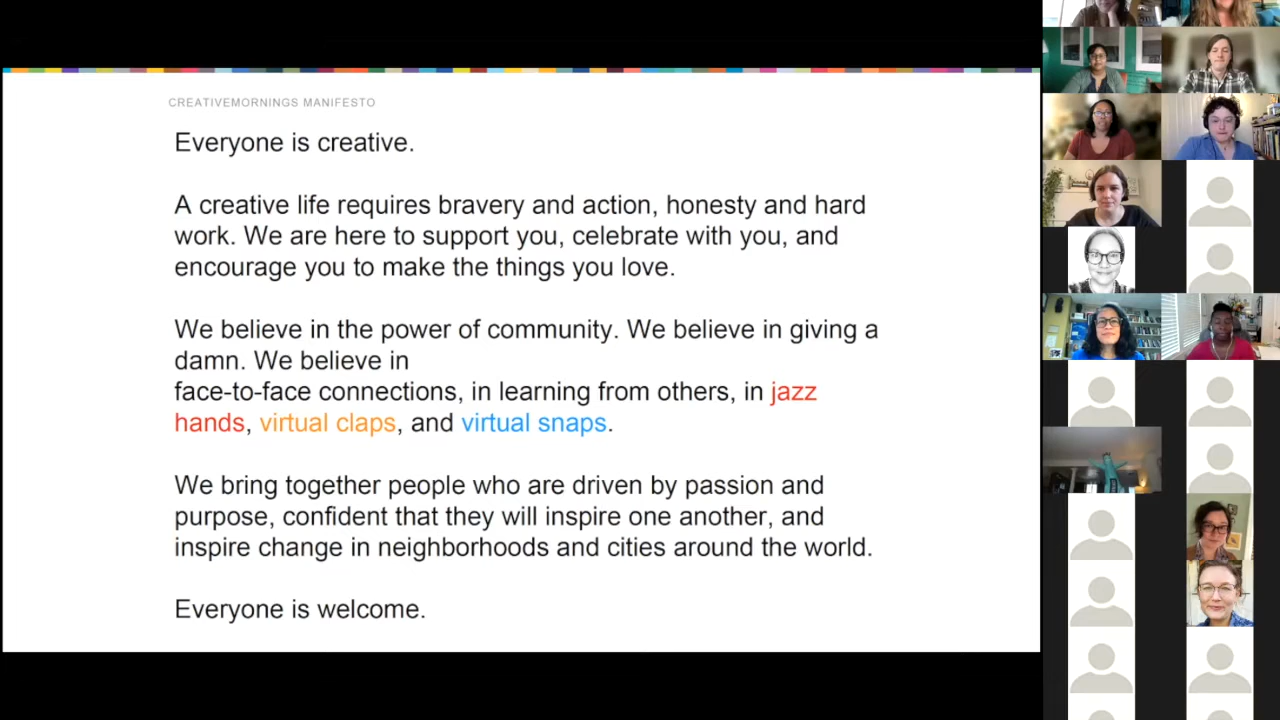 CREATIVEMORNINGS MANIFESTO
Everyone is creative.
A creative life requires bravery and action, honesty and hard
work. We are here to support you, celebrate with you, and
encourage you to make the things you love.
We believe in the power of community. We believe in giving a
damn. We believe in
face-to-face connections, in learning from others, in jazz
hands, virtual claps, and virtual snaps.
We bring together people who are driven by passion and
purpose, confident that they will inspire one another, and
inspire change in neighborhoods and cities around the world.
Everyone is welcome.